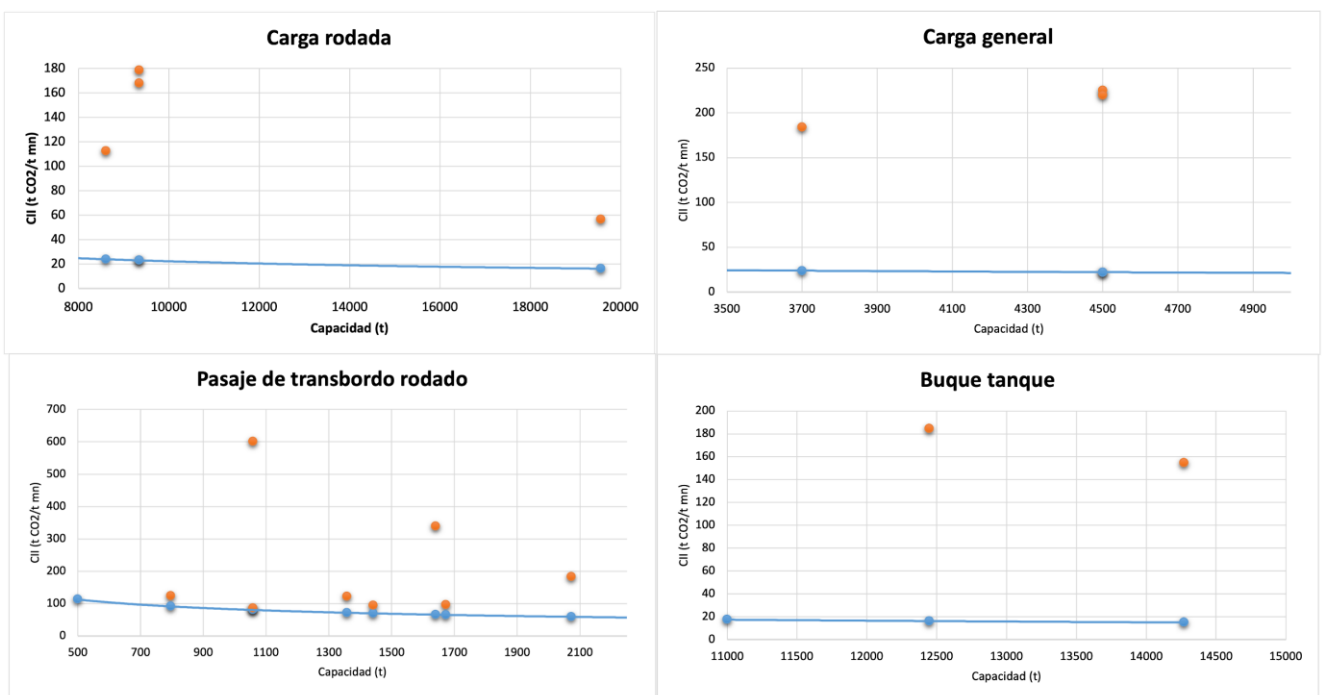 Carga rodada
180
160
140
120
100
80
60
40
20
0
CII (t CO2/t mn)
8000 10000 12000 14000 16000 18000 20000
Capacidad (t)
Carga general
250
200
150
100
50
0
CII (t CO2/t mn)
3500 3700 3900 4100 4300 4500 4700 4900
Capacidad (t)
Pasaje de transbordo rodado
700
600
500
400
300
200
100
0
CII (t CO2/t mn)
500 700 900 1100 1300 1500 1700 1900 2100
Capacidad (t)
Buque tanque
200
180
160
140
120
100
80
60
40
20
0
CII (t CO2/t mn)
11000 11500 12000 12500 13000 13500 14000 14500 15000
Capacidad (t)